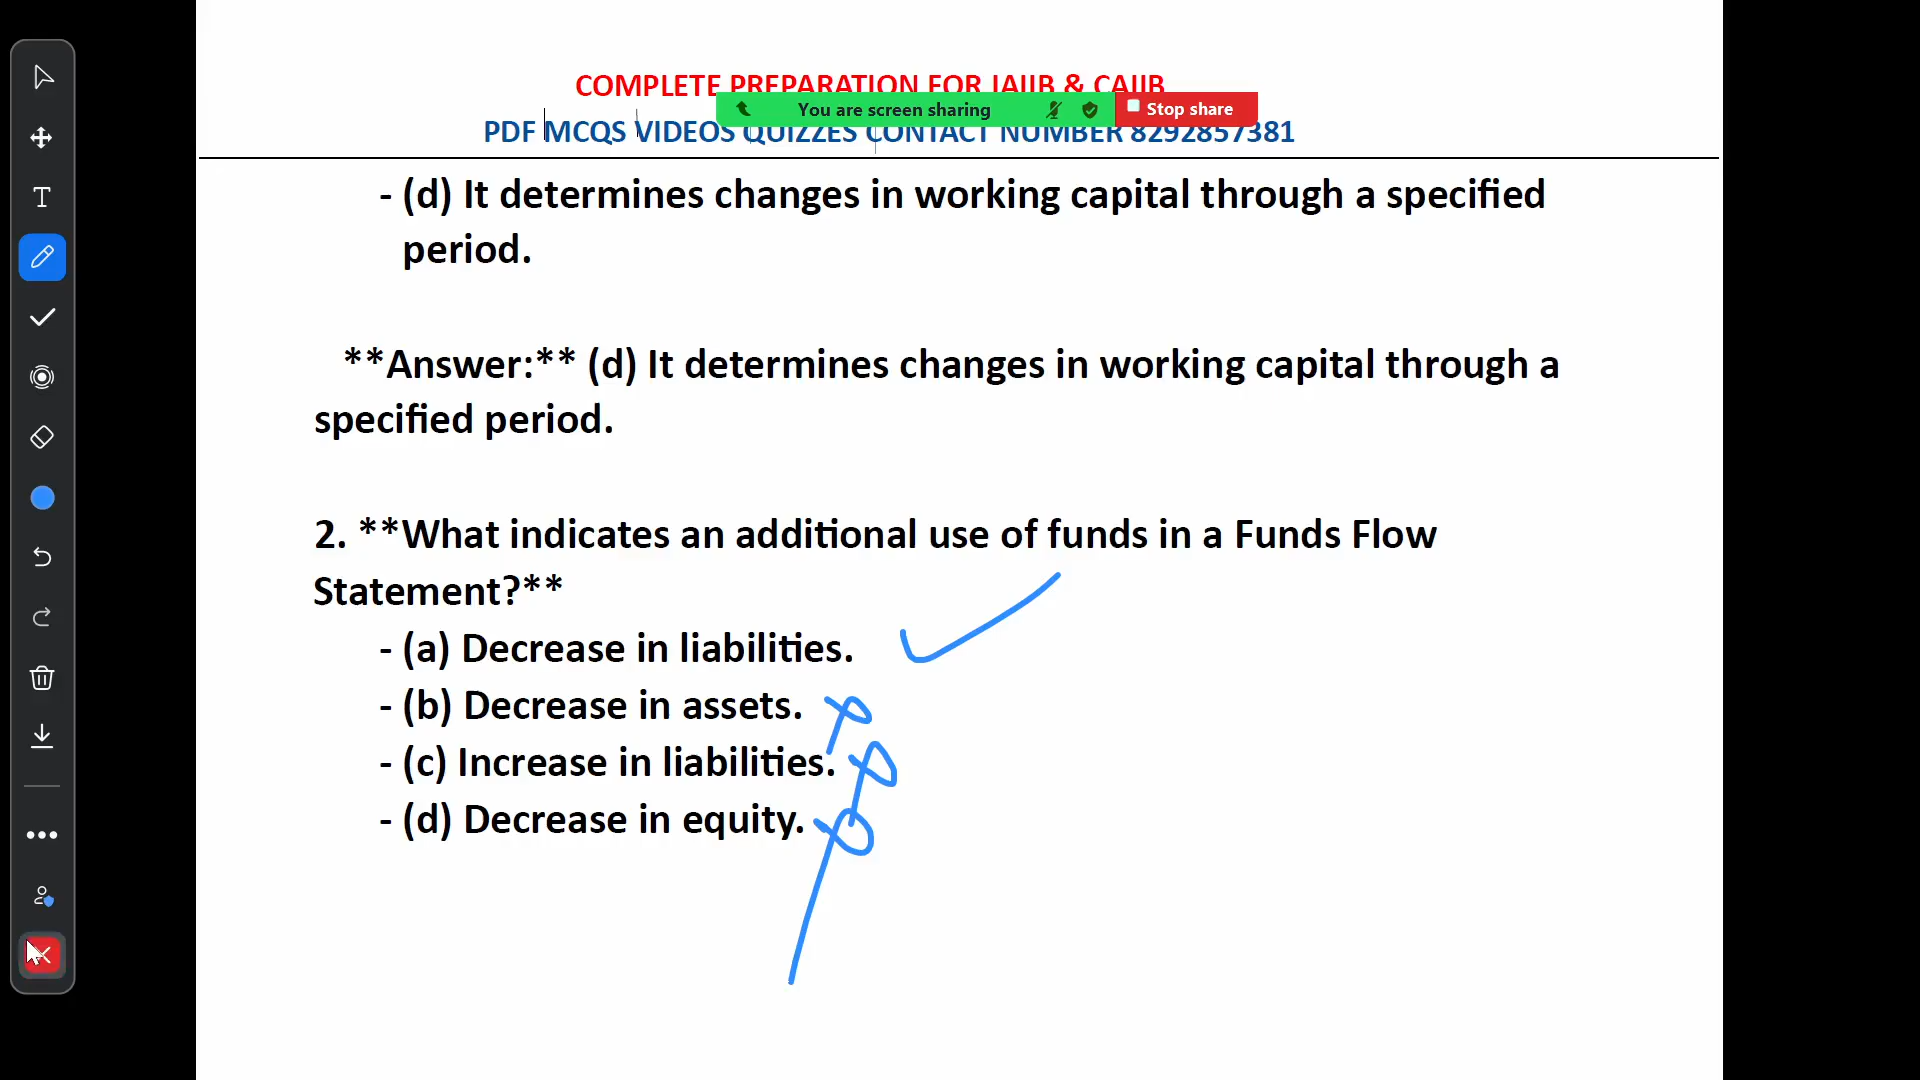 COMPLETE PREPARATION FOR JAIIB & CAIIB
You are screen sharing
Stop share
PDF MCQS VIDEOS QUIZZES CONTACT NUMBER 8292857381
- (d) It determines changes in working capital through a specified
period.
**Answer:** (d) It determines changes in working capital through a
specified period.
2. **What indicates an additional use of funds in a Funds Flow
Statement?**
- (a) Decrease in liabilities.
- (b) Decrease in assets.
- (c) Increase in liabilities.
- (d) Decrease in equity.